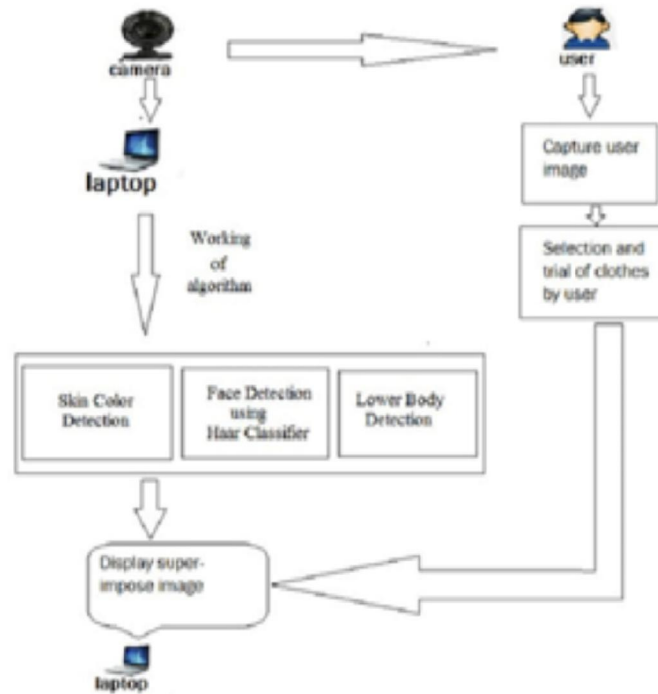 camera
user
laptop
Capture user
image
Working
of
algorithm
Selection and
trial of clothes
by user
Skin Color
Detection
Face Detection
using
Haar Classifier
Lower Body
Detection
Display super-
impose image
laptop